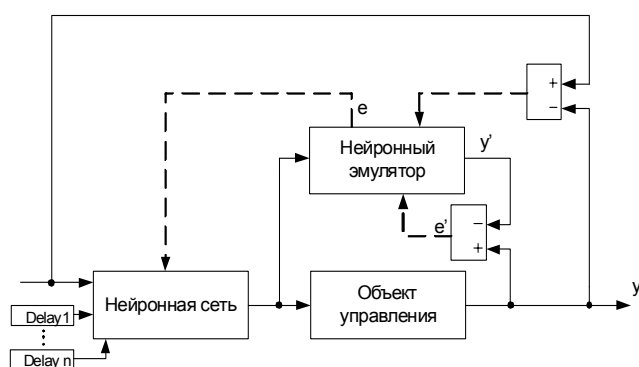 +
−
e
Нейронный
эмулятор
y'
e'
−
+
Нейронная сеть
Объект
управления
y
Delay1
Delay n